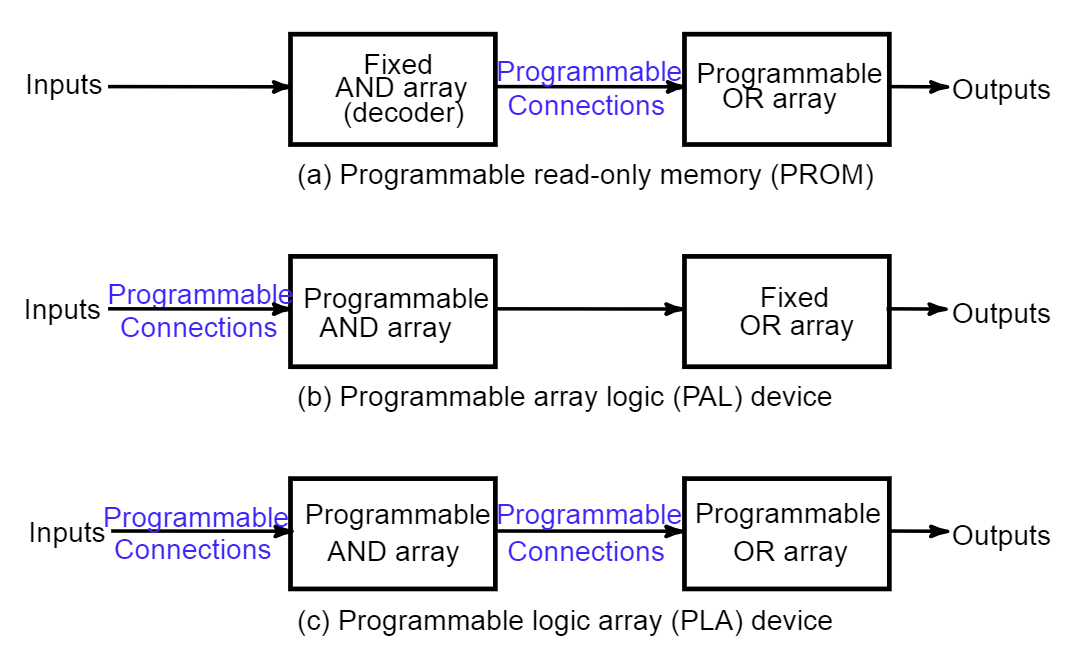 Inputs
Fixed
AND array
(decoder)
Programmable
Connections
Programmable
OR array
Outputs
(a) Programmable read-only memory (PROM)
Inputs
Programmable
Connections
Programmable
AND array
Fixed
OR array
Outputs
(b) Programmable array logic (PAL) device
Inputs
Programmable
Connections
Programmable
AND array
Programmable
Connections
Programmable
OR array
Outputs
(c) Programmable logic array (PLA) device